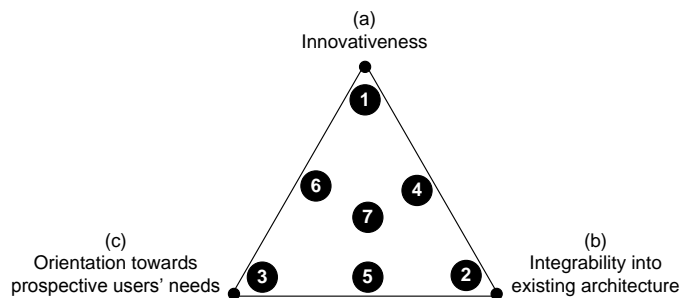 (a)
Innovativeness
1
6
4
7
(c)
Orientation towards
prospective users' needs
(b)
Integrability into
existing architecture
3
5
2